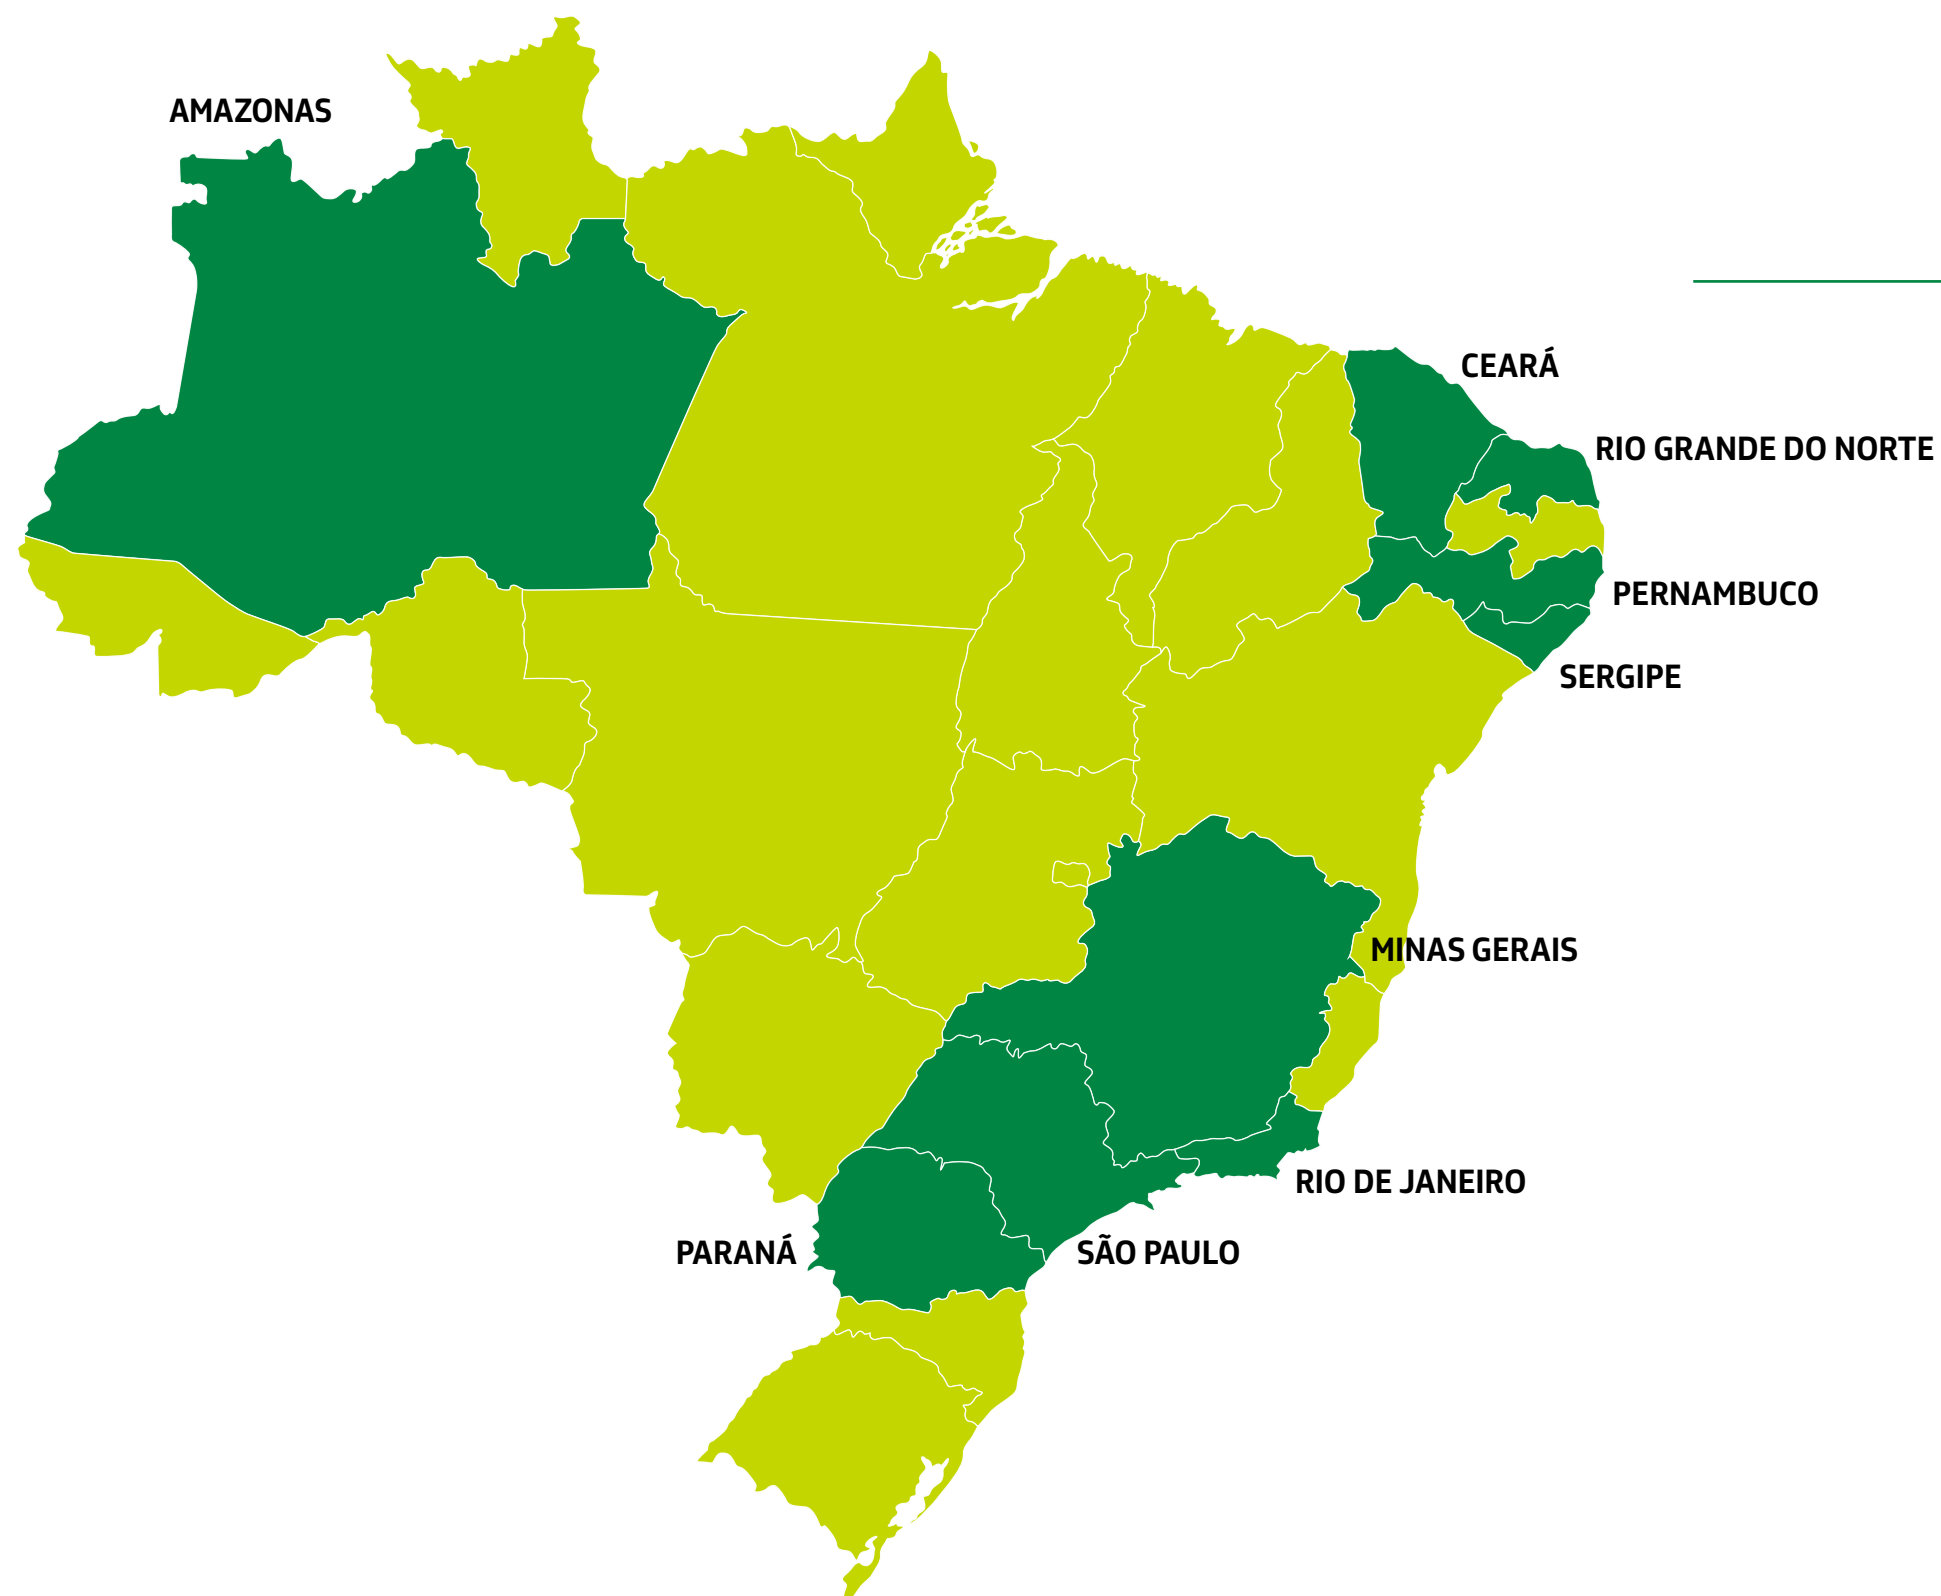 AMAZONAS
CEARÁ
RIO GRANDE DO NORTE
PERNAMBUCO
SERGIPE
MINAS GERAIS
RIO DE JANEIRO
PARANÁ
SÃO PAULO